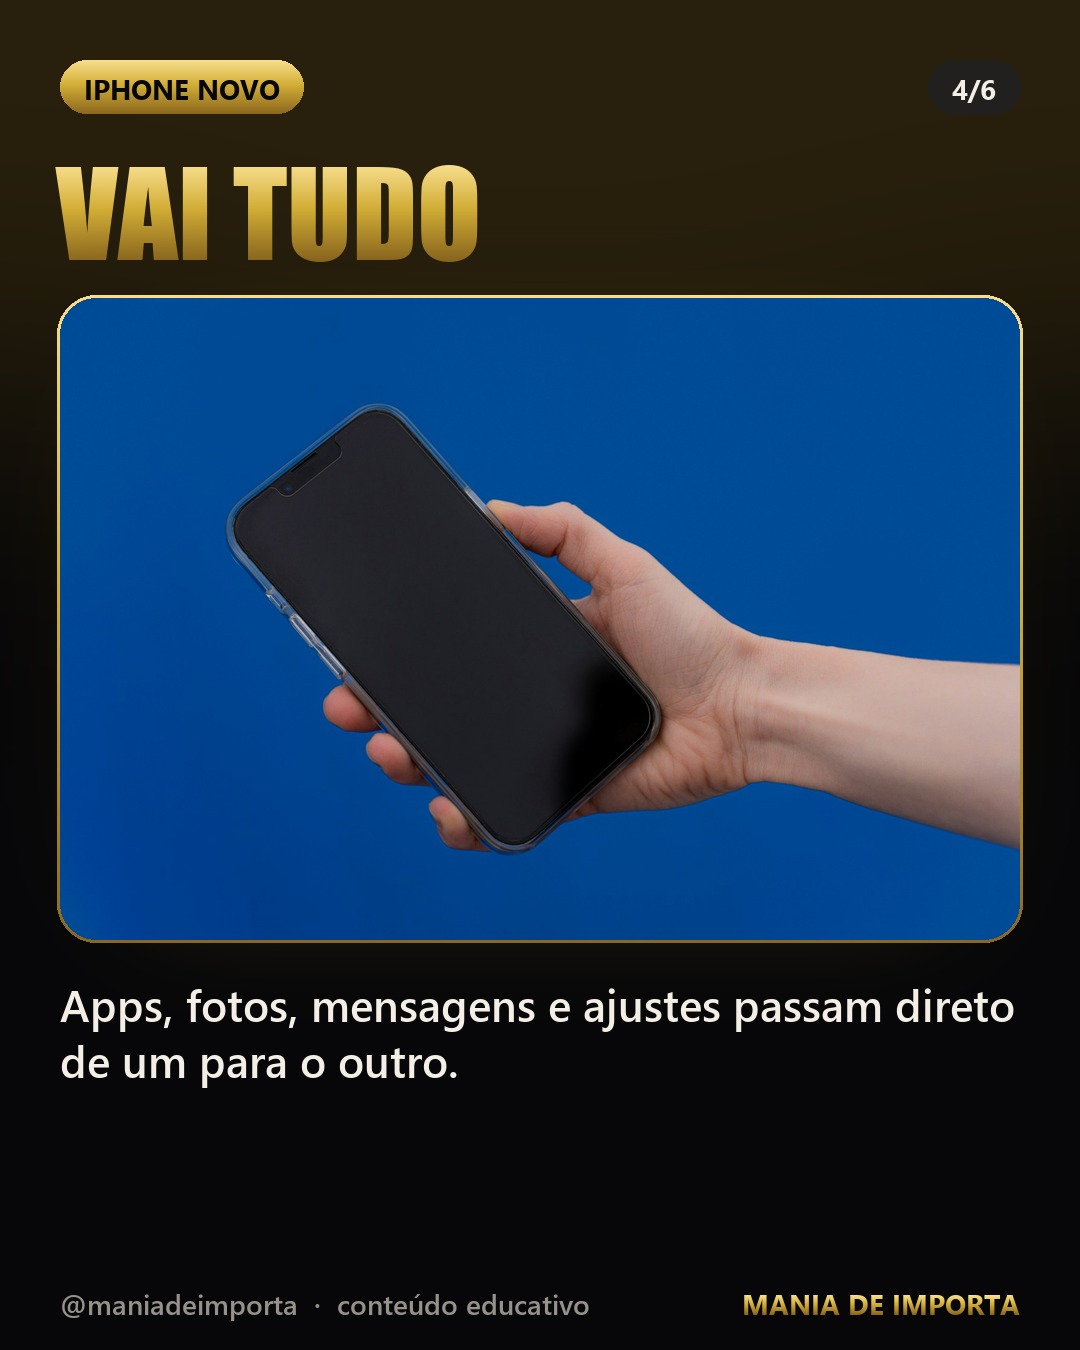 IPHONE NOVO
4/6
VAI TUDO
Apps, fotos, mensagens e ajustes passam direto
de um para o outro.
@maniadeimporta · conteúdo educativo
MANIA DE IMPORTA